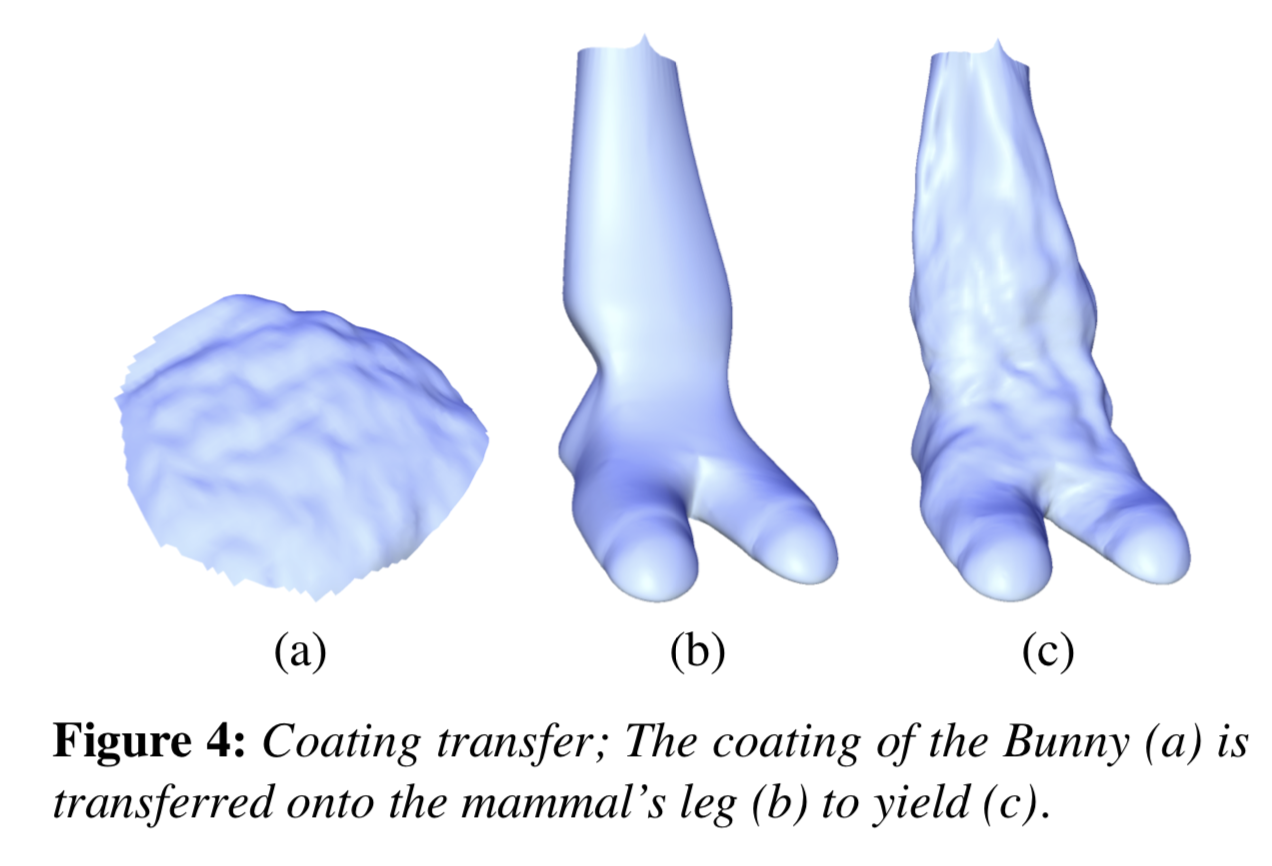 (a) (b) (c)
Figure 4: Coating transfer; The coating of the Bunny (a) is
transferred onto the mammal's leg (b) to yield (c).